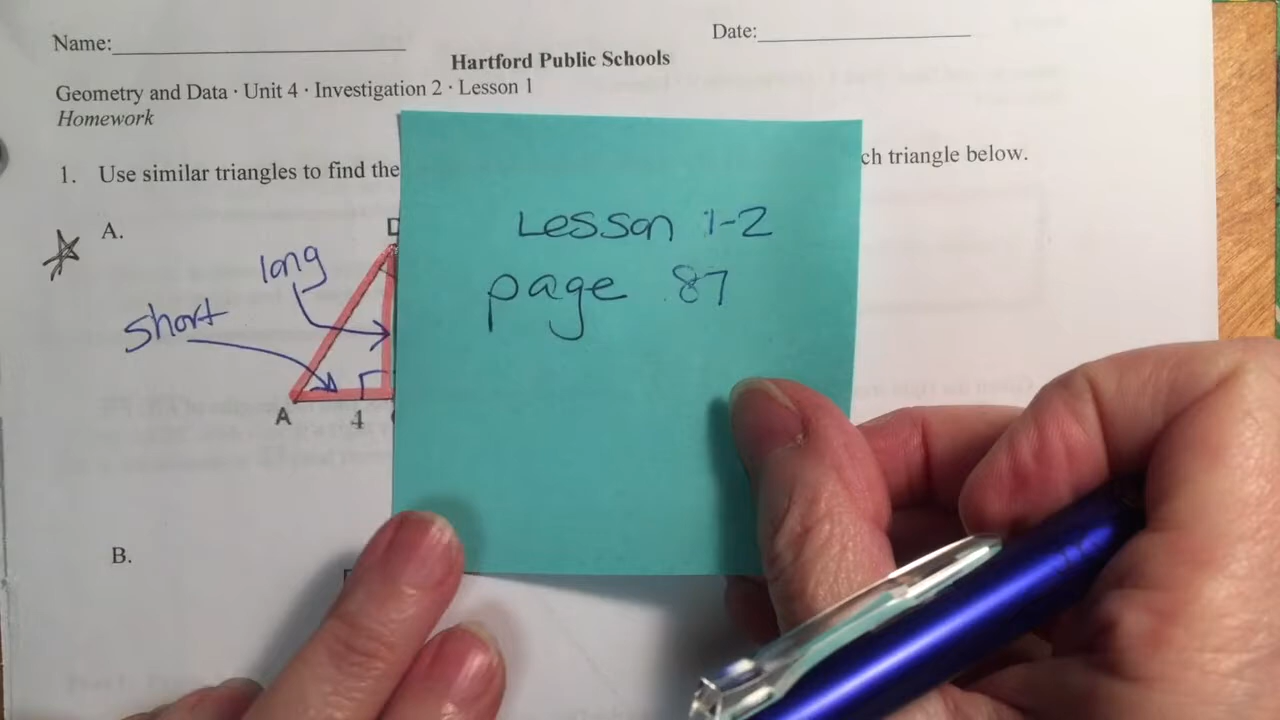 Name:
Date:
Hartford Public Schools
Geometry and Data · Unit 4 · Investigation 2 · Lesson 1
Homework
1. Use similar triangles to find the
ch triangle below.
Lesson 1-2
page 87
A.
long
short
A
4
B.